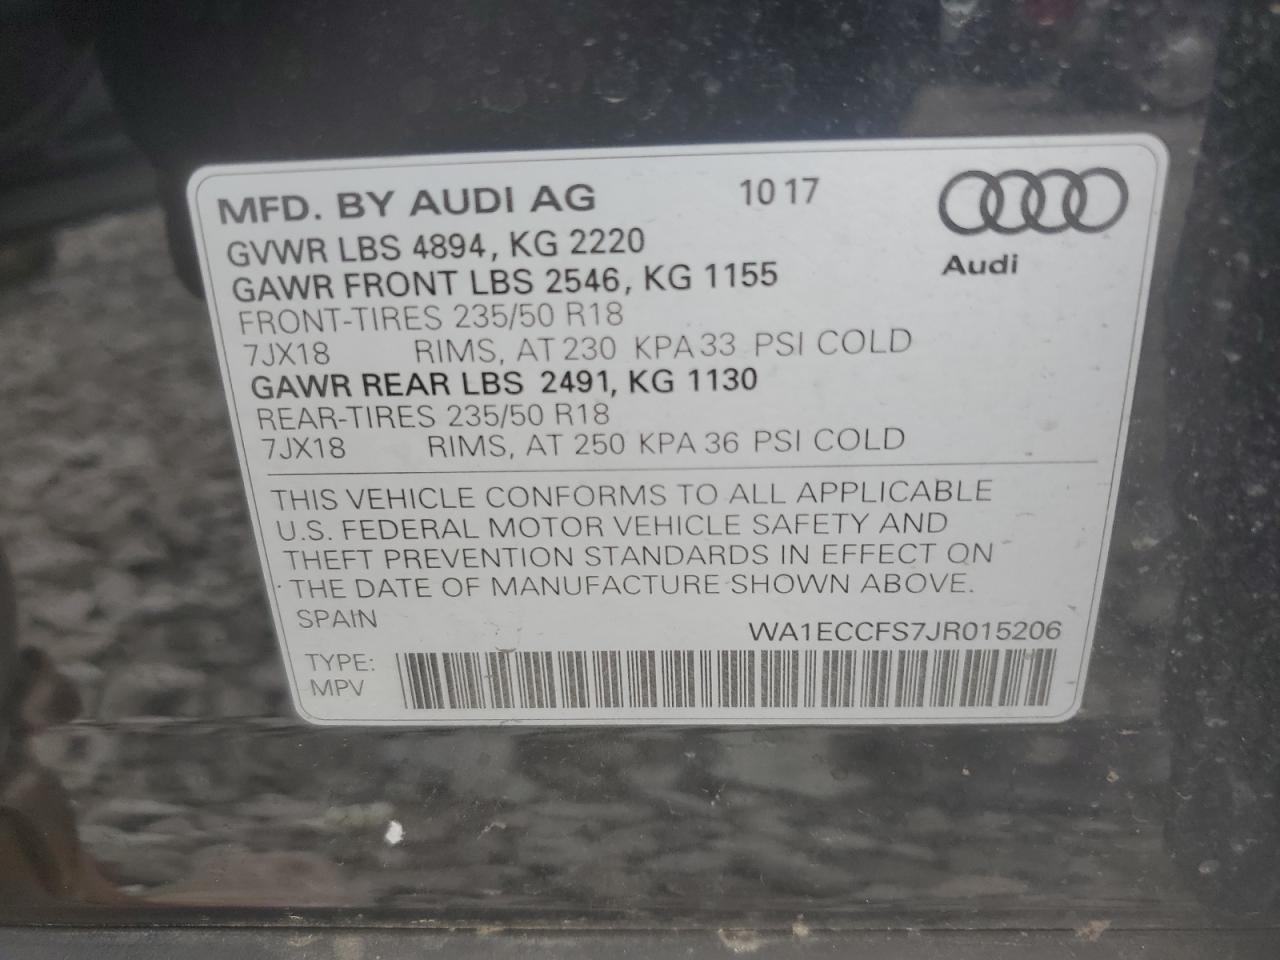 MFD. BY AUDI AG 10 17
Audi
GVWR LBS 4894, KG 2220
GAWR FRONT LBS 2546, KG 1155
FRONT-TIRES 235/50 R18
7JX18 RIMS, AT 230 KPA 33 PSI COLD
GAWR REAR LBS 2491, KG 1130
REAR-TIRES 235/50 R18
7JX18 RIMS, AT 250 KPA 36 PSI COLD
THIS VEHICLE CONFORMS TO ALL APPLICABLE
U.S. FEDERAL MOTOR VEHICLE SAFETY AND
THEFT PREVENTION STANDARDS IN EFFECT ON
THE DATE OF MANUFACTURE SHOWN ABOVE.
SPAIN
WA1ECCFS7JR015206
TYPE:
MPV